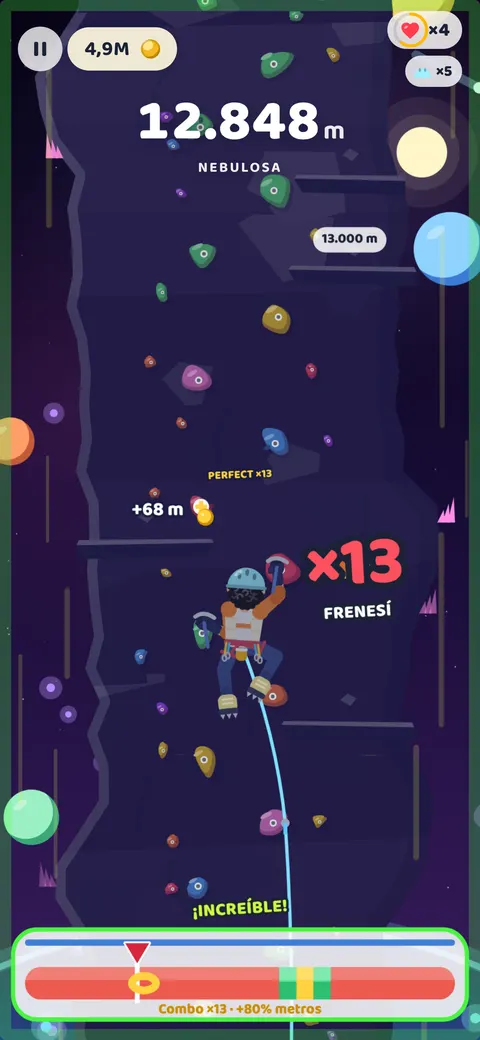 4,9M
×4
×5
12.848 m
NEBULOSA
13.000 m
PERFECT ×13
+68 m
×13
FRENESÍ
¡INCREÍBLE!
Combo ×13 · +80% metros